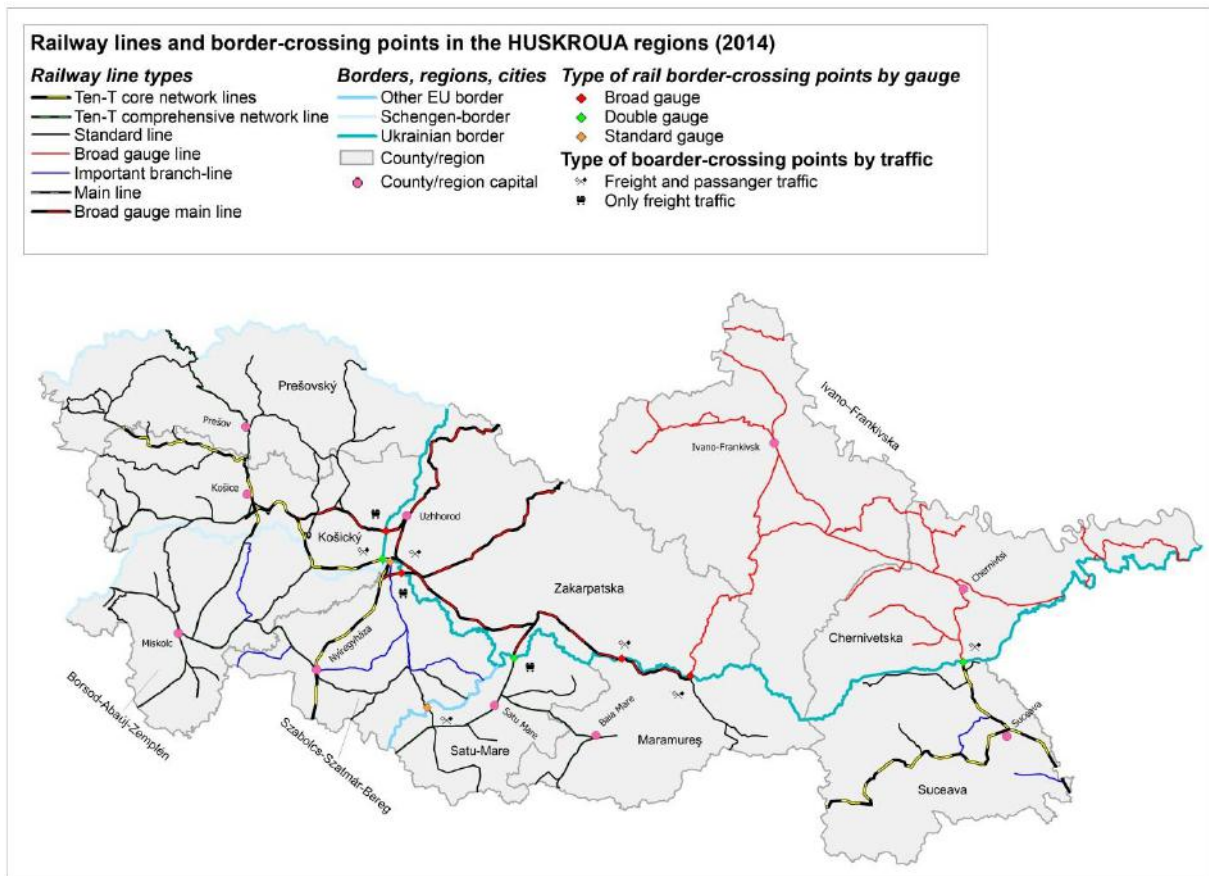 Railway lines and border-crossing points in the HUSKROUA regions (2014)
Railway line types
Ten-T core network lines
Ten-T comprehensive network line
Standard line
Broad gauge line
Important branch-line
Main line
Broad gauge main line
Borders, regions, cities
Other EU border
Schengen-border
Ukrainian border
County/region
County/region capital
Type of rail border-crossing points by gauge
Broad gauge
Double gauge
Standard gauge
Type of boarder-crossing points by traffic
Freight and passanger traffic
Only freight traffic
Prešovský
Prešov
Ivano-Frankivska
Ivano-Frankivsk
Košice
Uzhhorod
Košický
Zakarpatska
Chernivtsi
Chernivetska
Miskolc
Nyíregyháza
Borsod-Abaúj-Zemplén
Szabolcs-Szatmár-Bereg
Satu Mare
Satu-Mare
Baia Mare
Maramureș
Suceava
Suceava